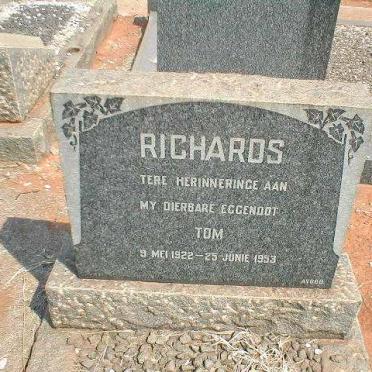 RICHARDS
TERE HERINNERINGE AAN
MY DIERBARE EGGENOOT
TOM
9 MEI 1922 — 25 JUNIE 1953